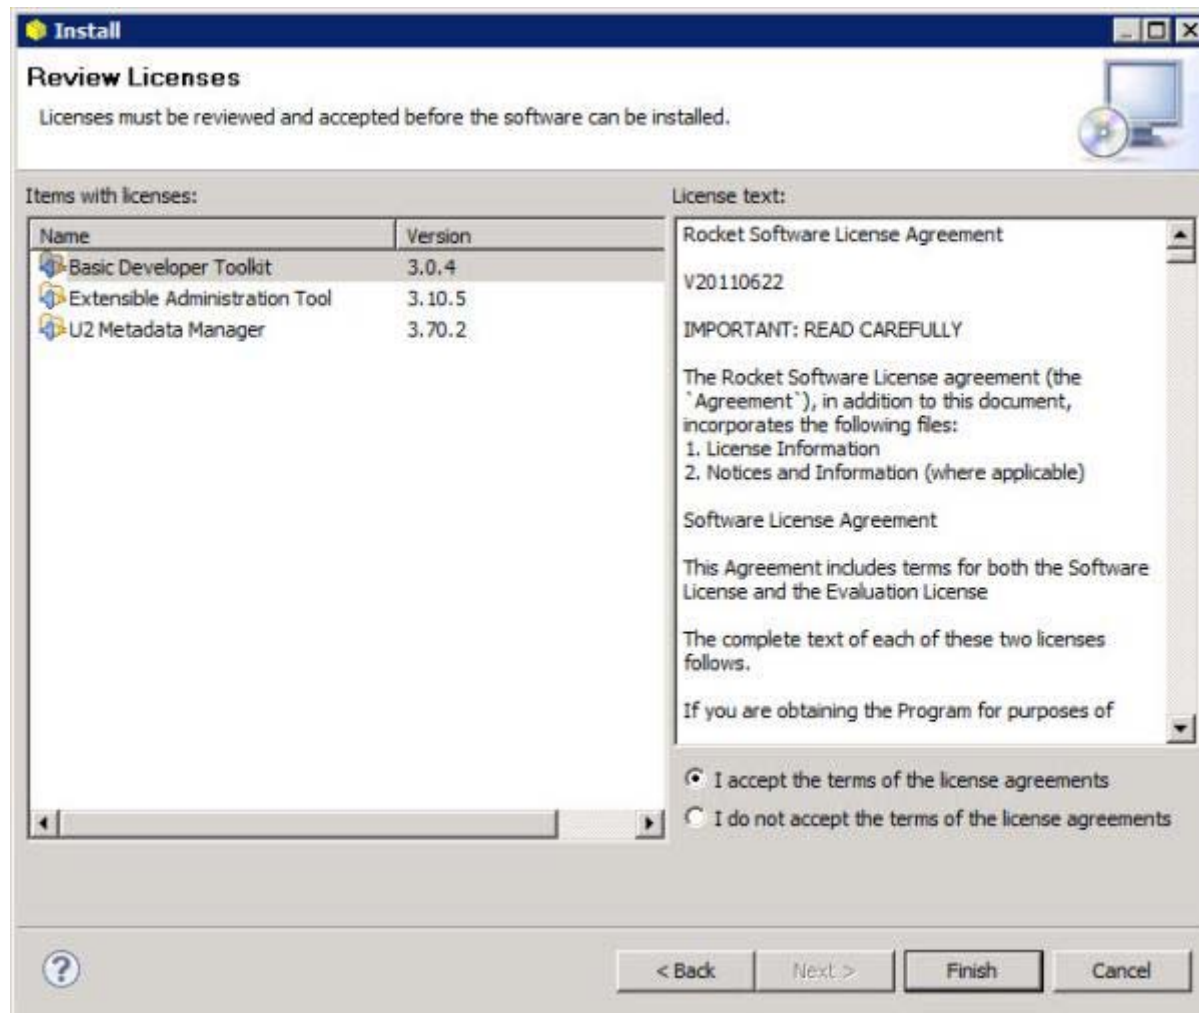 Install
Review Licenses
Licenses must be reviewed and accepted before the software can be installed.
Items with licenses:
Name Version
Basic Developer Toolkit 3.0.4
Extensible Administration Tool 3.10.5
U2 Metadata Manager 3.70.2
License text:
Rocket Software License Agreement
V20110622
IMPORTANT: READ CAREFULLY
The Rocket Software License agreement (the
`Agreement`), in addition to this document,
incorporates the following files:
1. License Information
2. Notices and Information (where applicable)
Software License Agreement
This Agreement includes terms for both the Software
License and the Evaluation License
The complete text of each of these two licenses
follows.
If you are obtaining the Program for purposes of
I accept the terms of the license agreements
I do not accept the terms of the license agreements
?
< Back Next > Finish Cancel